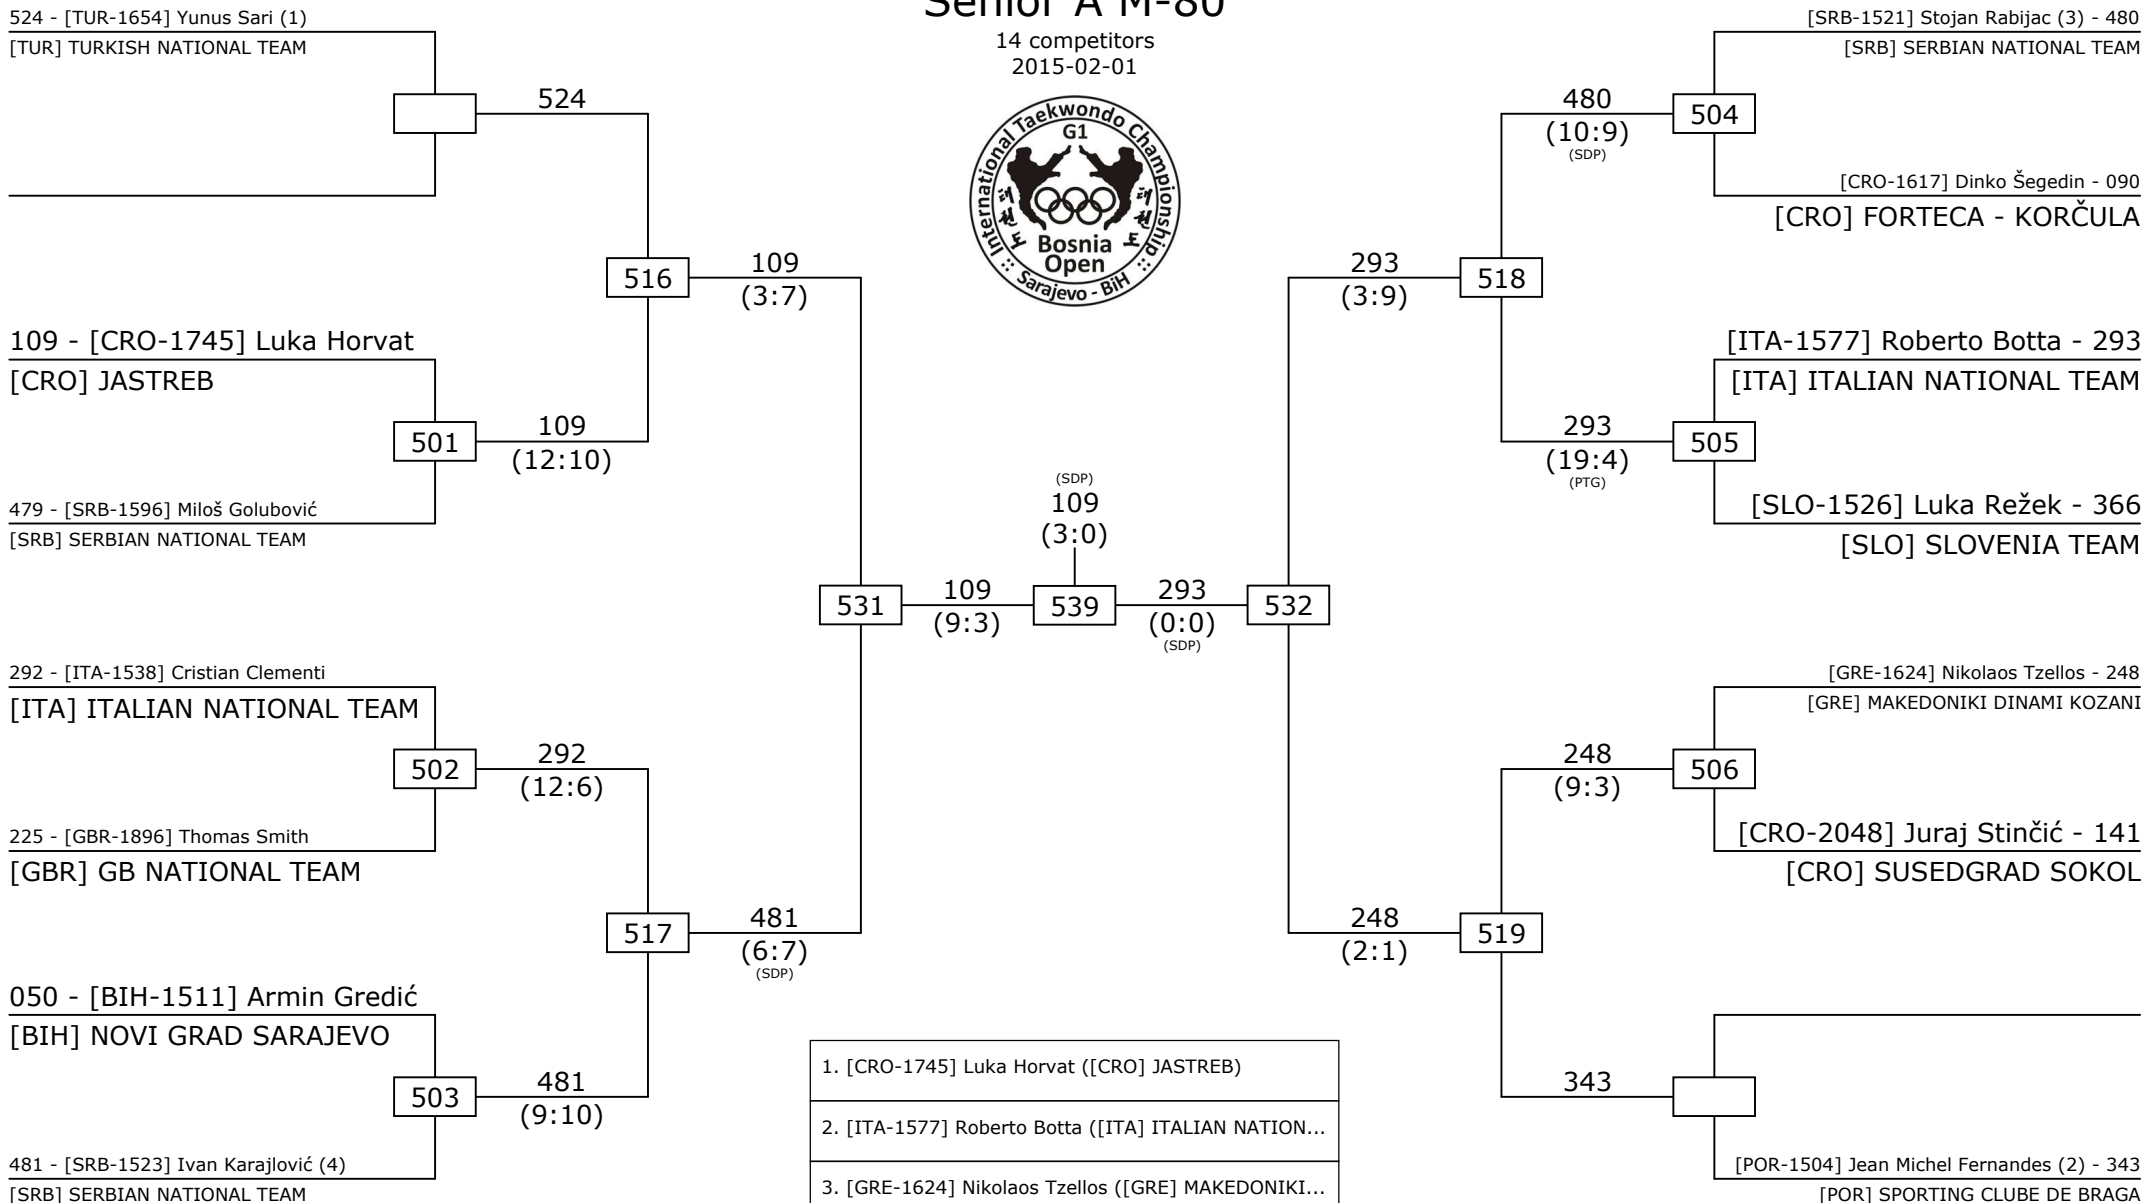 Senior A M-80
14 competitors
2015-02-01
International Taekwondo Championship :: Sarajevo - BiH ::
G1
Bosnia
Open
524 - [TUR-1654] Yunus Sari (1)
[TUR] TURKISH NATIONAL TEAM
524
109 - [CRO-1745] Luka Horvat
[CRO] JASTREB
501
109
(12:10)
479 - [SRB-1596] Miloš Golubović
[SRB] SERBIAN NATIONAL TEAM
516
109
(3:7)
292 - [ITA-1538] Cristian Clementi
[ITA] ITALIAN NATIONAL TEAM
502
292
(12:6)
225 - [GBR-1896] Thomas Smith
[GBR] GB NATIONAL TEAM
517
481
(6:7)
(SDP)
050 - [BIH-1511] Armin Gredić
[BIH] NOVI GRAD SARAJEVO
503
481
(9:10)
481 - [SRB-1523] Ivan Karajlović (4)
[SRB] SERBIAN NATIONAL TEAM
531
109
(9:3)
(SDP)
109
(3:0)
539
293
(0:0)
(SDP)
532
[SRB-1521] Stojan Rabijac (3) - 480
[SRB] SERBIAN NATIONAL TEAM
480
(10:9)
(SDP)
504
[CRO-1617] Dinko Šegedin - 090
[CRO] FORTECA - KORČULA
293
(3:9)
518
[ITA-1577] Roberto Botta - 293
[ITA] ITALIAN NATIONAL TEAM
293
(19:4)
(PTG)
505
[SLO-1526] Luka Režek - 366
[SLO] SLOVENIA TEAM
[GRE-1624] Nikolaos Tzellos - 248
[GRE] MAKEDONIKI DINAMI KOZANI
248
(9:3)
506
[CRO-2048] Juraj Stinčić - 141
[CRO] SUSEDGRAD SOKOL
248
(2:1)
519
343
[POR-1504] Jean Michel Fernandes (2) - 343
[POR] SPORTING CLUBE DE BRAGA
1. [CRO-1745] Luka Horvat ([CRO] JASTREB)
2. [ITA-1577] Roberto Botta ([ITA] ITALIAN NATION...
3. [GRE-1624] Nikolaos Tzellos ([GRE] MAKEDONIKI...